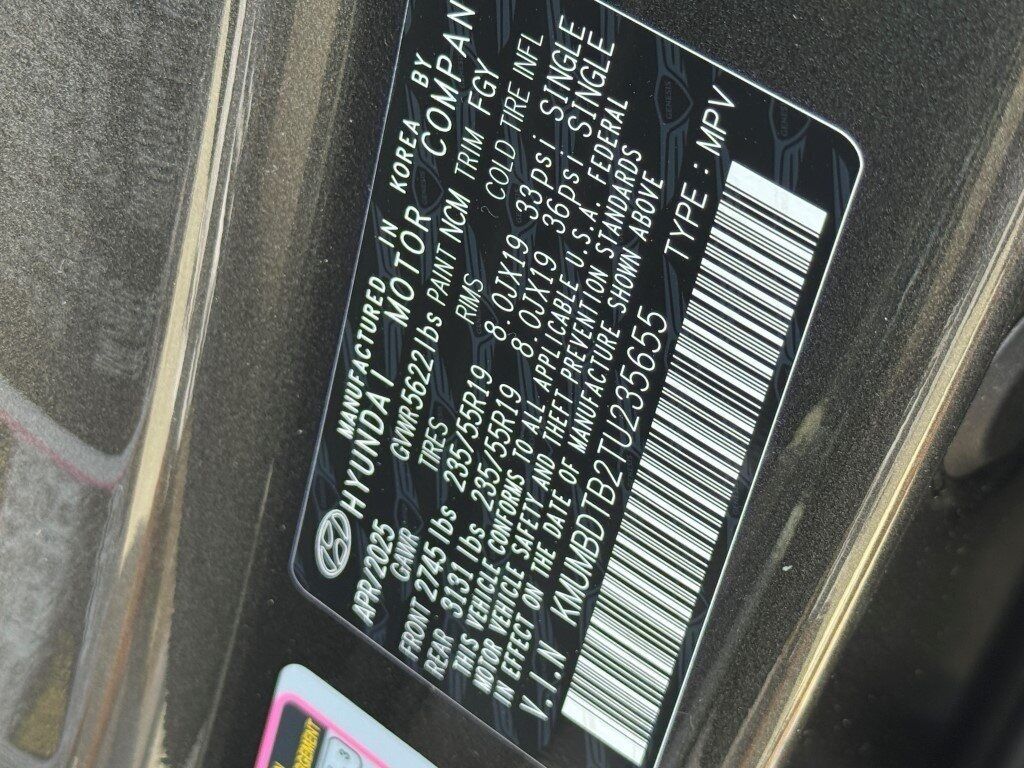 MANUFACTURED IN KOREA BY
HYUNDAI MOTOR COMPAN
APR/2025 GVWR 5622 lbs PAINT NCM TRIM FGY
GAWR TIRES RIMS COLD TIRE INFL
FRONT 2745 lbs 235/55R19 8.0JX19 33psi SINGLE
REAR 3131 lbs 235/55R19 8.0JX19 36psi SINGLE
THIS VEHICLE CONFORMS TO ALL APPLICABLE U.S.A. FEDERAL
MOTOR VEHICLE SAFETY AND THEFT PREVENTION STANDARDS
IN EFFECT ON THE DATE OF MANUFACTURE SHOWN ABOVE
V.I.N KMUMBDTB2TU235655 TYPE : MPV
GENESIS
3